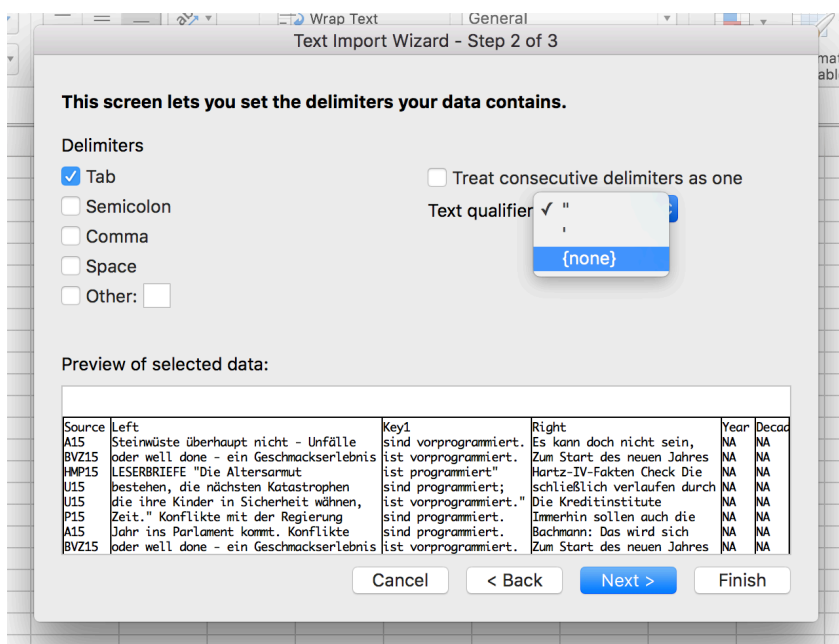 Wrap Text General
Text Import Wizard - Step 2 of 3
This screen lets you set the delimiters your data contains.
Delimiters
Tab
Semicolon
Comma
Space
Other:
Treat consecutive delimiters as one
Text qualifier
"
'
{none}
Preview of selected data:
Source Left Key1 Right Year Decad
A15 Steinwüste überhaupt nicht - Unfälle sind vorprogrammiert. Es kann doch nicht sein, NA NA
BVZ15 oder well done - ein Geschmackserlebnis ist vorprogrammiert. Zum Start des neuen Jahres NA NA
HMP15 LESERBRIEFE "Die Altersarmut ist programmiert" Hartz-IV-Fakten Check Die NA NA
U15 bestehen, die nächsten Katastrophen sind programmiert; schließlich verlaufen durch NA NA
U15 die ihre Kinder in Sicherheit wähnen, ist vorprogrammiert." Die Kreditinstitute NA NA
P15 Zeit." Konflikte mit der Regierung sind programmiert. Immerhin sollen auch die NA NA
A15 Jahr ins Parlament kommt. Konflikte sind programmiert. Bachmann: Das wird sich NA NA
BVZ15 oder well done - ein Geschmackserlebnis ist vorprogrammiert. Zum Start des neuen Jahres NA NA
Cancel < Back Next > Finish